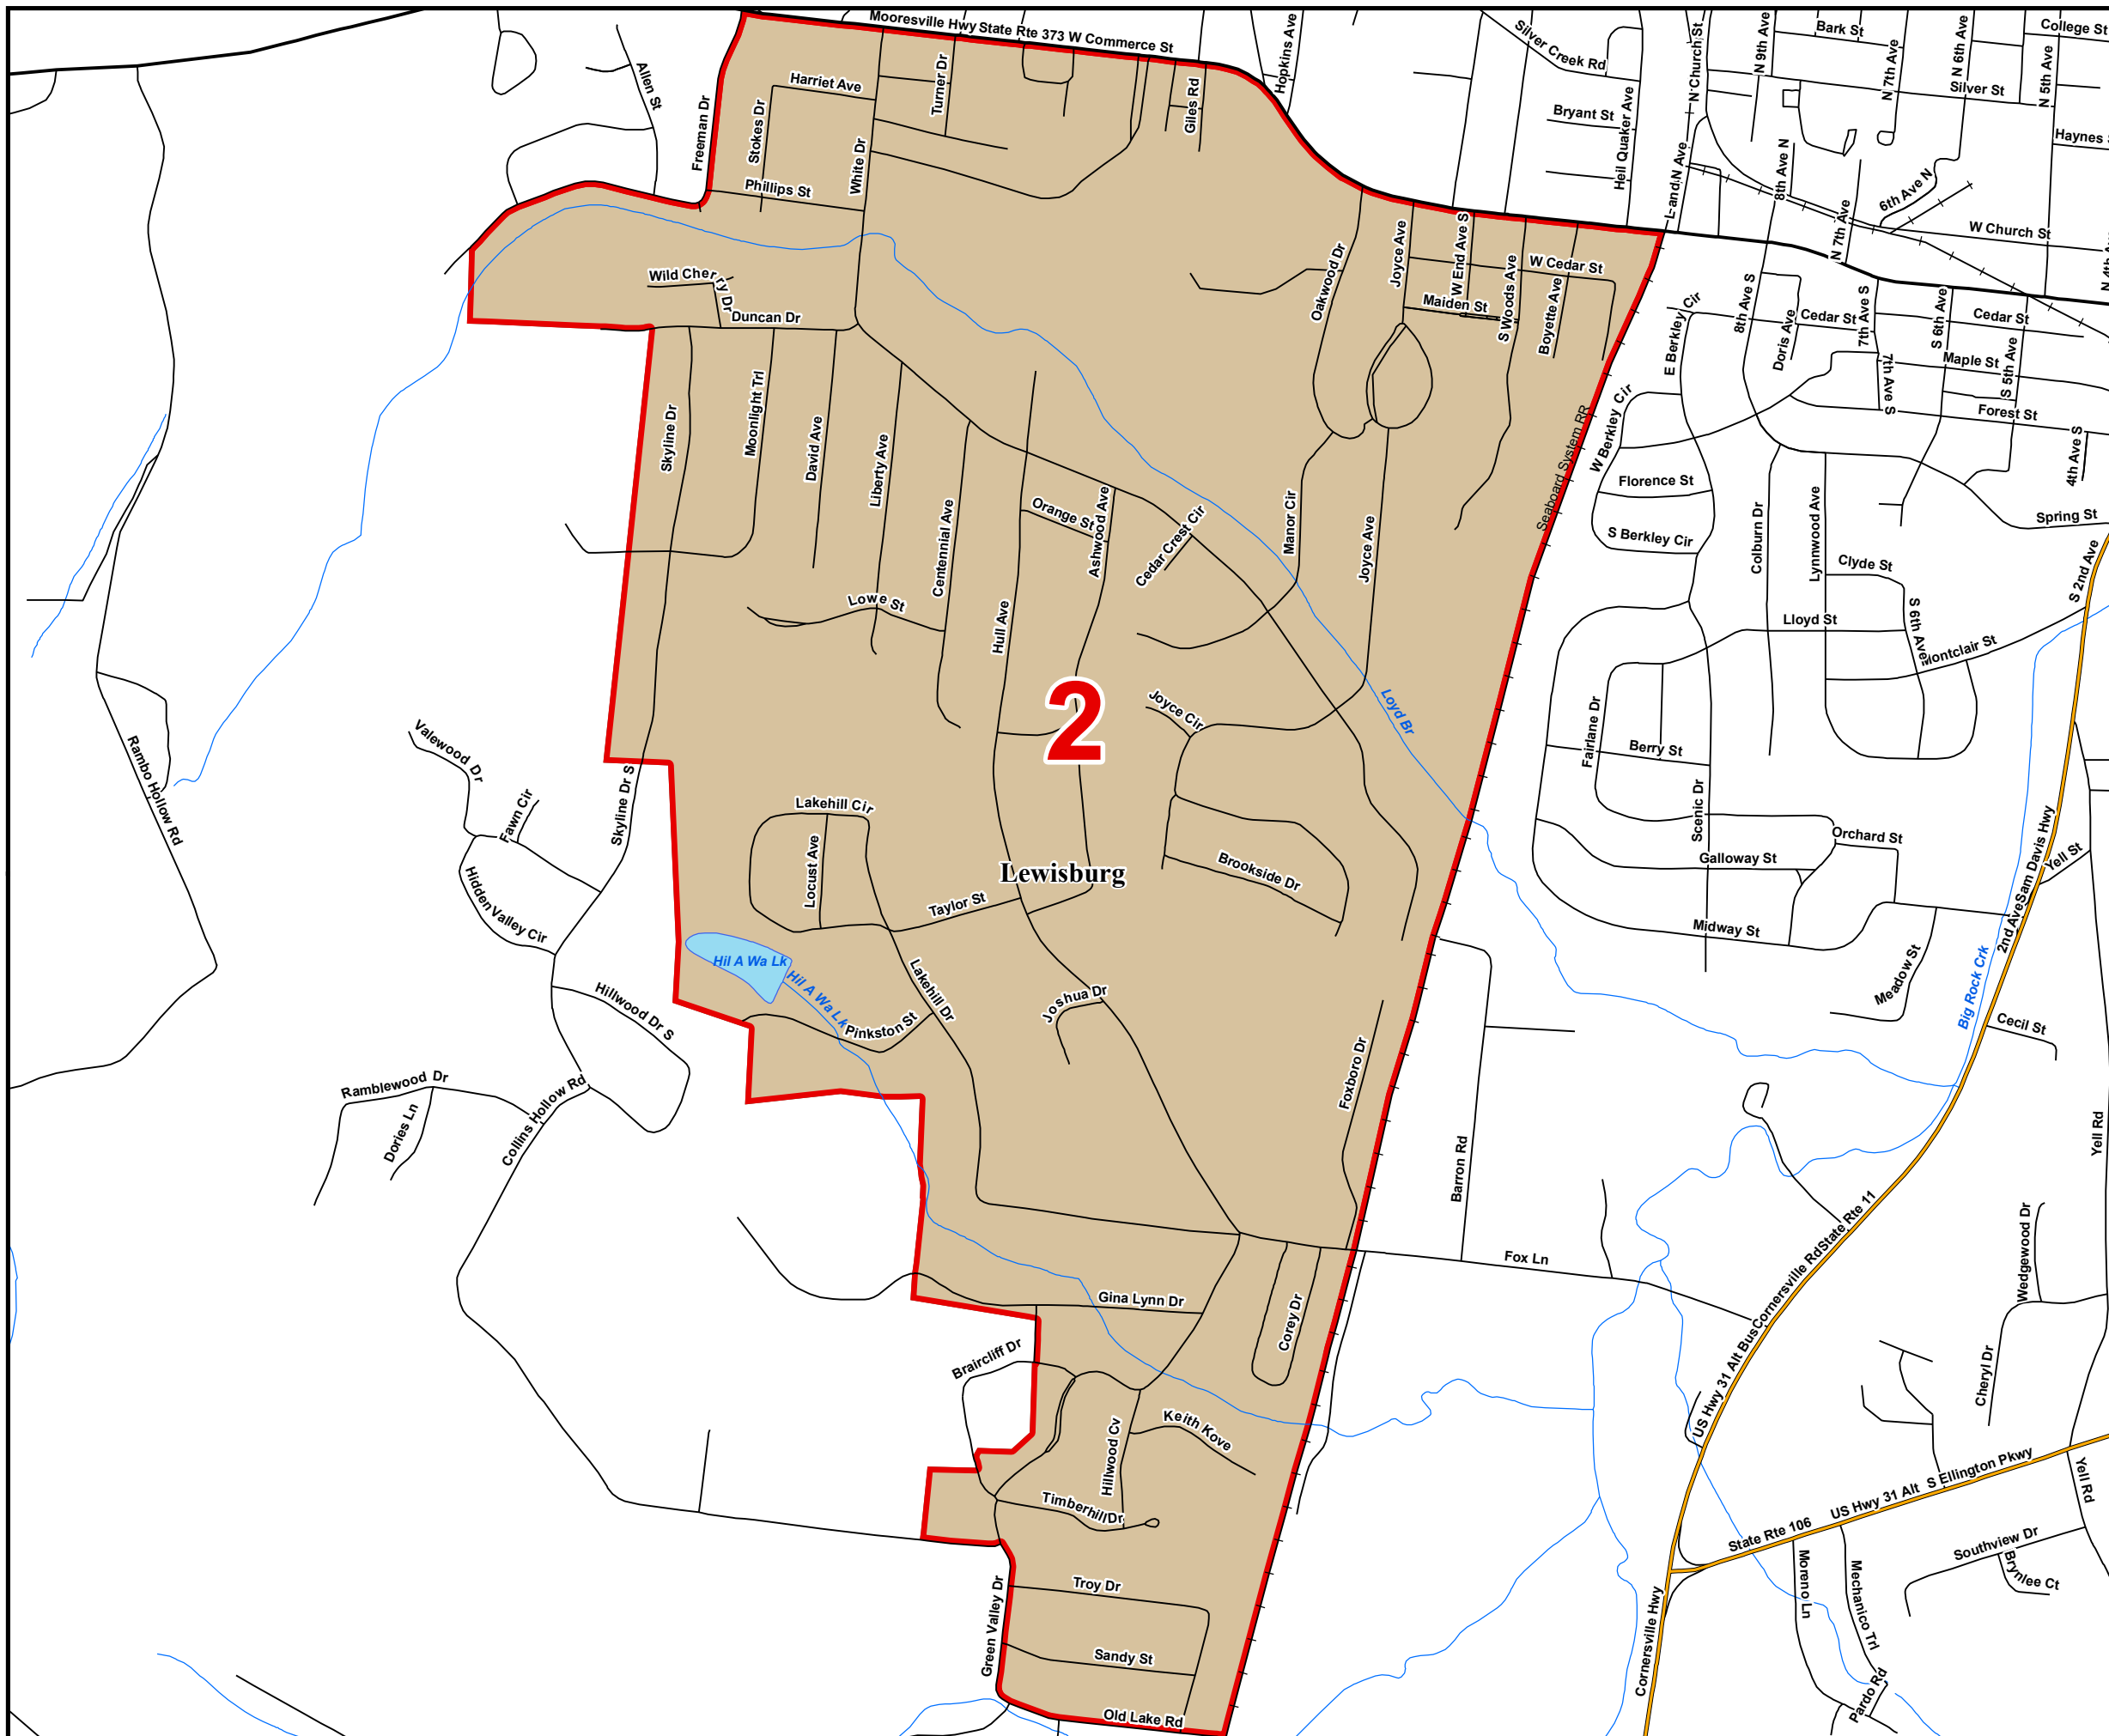 Mooresville Hwy
State Rte 373
W Commerce St
Hopkins Ave
Silver Creek Rd
N Church St
N 9th Ave
Bark St
N 7th Ave
N 6th Ave
College St
N 5th Ave
Allen St
Freeman Dr
Harriet Ave
Stokes Dr
Turner Dr
Giles Rd
Bryant St
Heil Quaker Ave
Silver St
Haynes
White Dr
Phillips St
N Ave
L-and-N
8th Ave N
6th Ave N
N 7th Ave
W Church St
N 4th
Wild Cherry Dr
Duncan Dr
Oakwood Dr
Joyce Ave
W End Ave S
W Cedar St
Maiden St
S Woods Ave
Boyette Ave
E Berkley Cir
8th Ave S
Doris Ave
Cedar St
7th Ave S
S 6th Ave
Cedar St
Maple St
7th Ave S
S 5th Ave
Forest St
4th Ave S
Skyline Dr
Moonlight Trl
David Ave
Liberty Ave
Centennial Ave
Orange St
Ashwood Ave
Cedar Crest Cir
Manor Cir
Joyce Ave
Seaboard System RR
W Berkley Cir
Florence St
S Berkley Cir
Colburn Dr
Lynnwood Ave
Clyde St
Spring St
S 2nd Ave
Lowe St
Hull Ave
Lloyd St
S 6th Ave
Montclair St
2
Joyce Cir
Loyd Br
Fairlane Dr
Berry St
Scenic Dr
Rambo Hollow Rd
Valewood Dr
Fawn Cir
Skyline Dr S
Hidden Valley Cir
Lakehill Cir
Locust Ave
Lewisburg
Taylor St
Brookside Dr
Galloway St
Orchard St
Midway St
Sam Davis Hwy
2nd Ave
Yell St
Meadow St
Big Rock Crk
Cecil St
Hil A Wa Lk
Hil A Wa Lk
Lakehill Dr
Pinkston St
Joshua Dr
Hillwood Dr S
Ramblewood Dr
Dories Ln
Collins Hollow Rd
Foxboro Dr
Barron Rd
Yell Rd
Fox Ln
State Rte 11
Cornersville Rd
US Hwy 31 Alt Bus
Wedgewood Dr
Cheryl Dr
Gina Lynn Dr
Corey Dr
Braircliff Dr
Keith Kove
Hillwood Cv
Timberhill Dr
S Ellington Pkwy
US Hwy 31 Alt
State Rte 106
Yell Rd
Southview Dr
Brynlee Ct
Moreno Ln
Mechanico Trl
Pardo Rd
Cornersville Hwy
Troy Dr
Green Valley Dr
Sandy St
Old Lake Rd